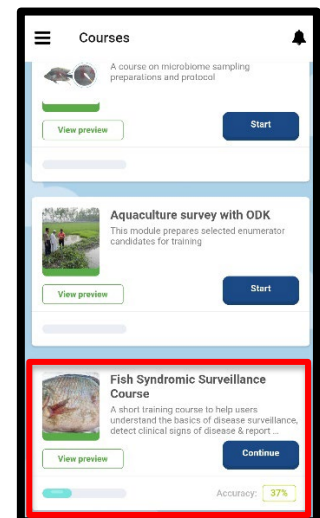 Courses
A course on microbiome sampling
preparations and protocol
View preview
Start
Aquaculture survey with ODK
This module prepares selected enumerator
candidates for training
View preview
Start
Fish Syndromic Surveillance
Course
A short training course to help users
understand the basics of disease surveillance,
detect clinical signs of disease & report ...
View preview
Continue
Accuracy: 37%